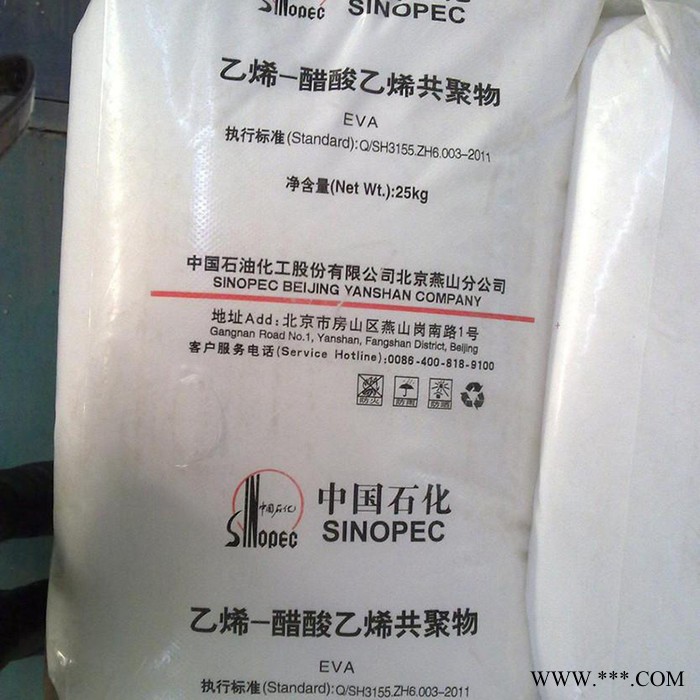 SINOPEC SINOPEC
乙烯-醋酸乙烯共聚物
EVA
执行标准(Standard):Q/SH3155.ZH6.003-2011
净含量(Net Wt.):25kg
中国石油化工股份有限公司北京燕山分公司
SINOPEC BEIJING YANSHAN COMPANY
地址Add:北京市房山区燕山岗南路1号
Gangnan Road No.1, Yanshan, Fangshan District, Beijing
客户服务电话(Service Hotline):0086-400-818-9100
防火 防雨 防晒
中国石化 中国石化
SINOPEC SINOPEC
乙烯-醋酸乙烯共聚物
EVA
执行标准(Standard):Q/SH3155.ZH6.003-2011
WWW.***.COM